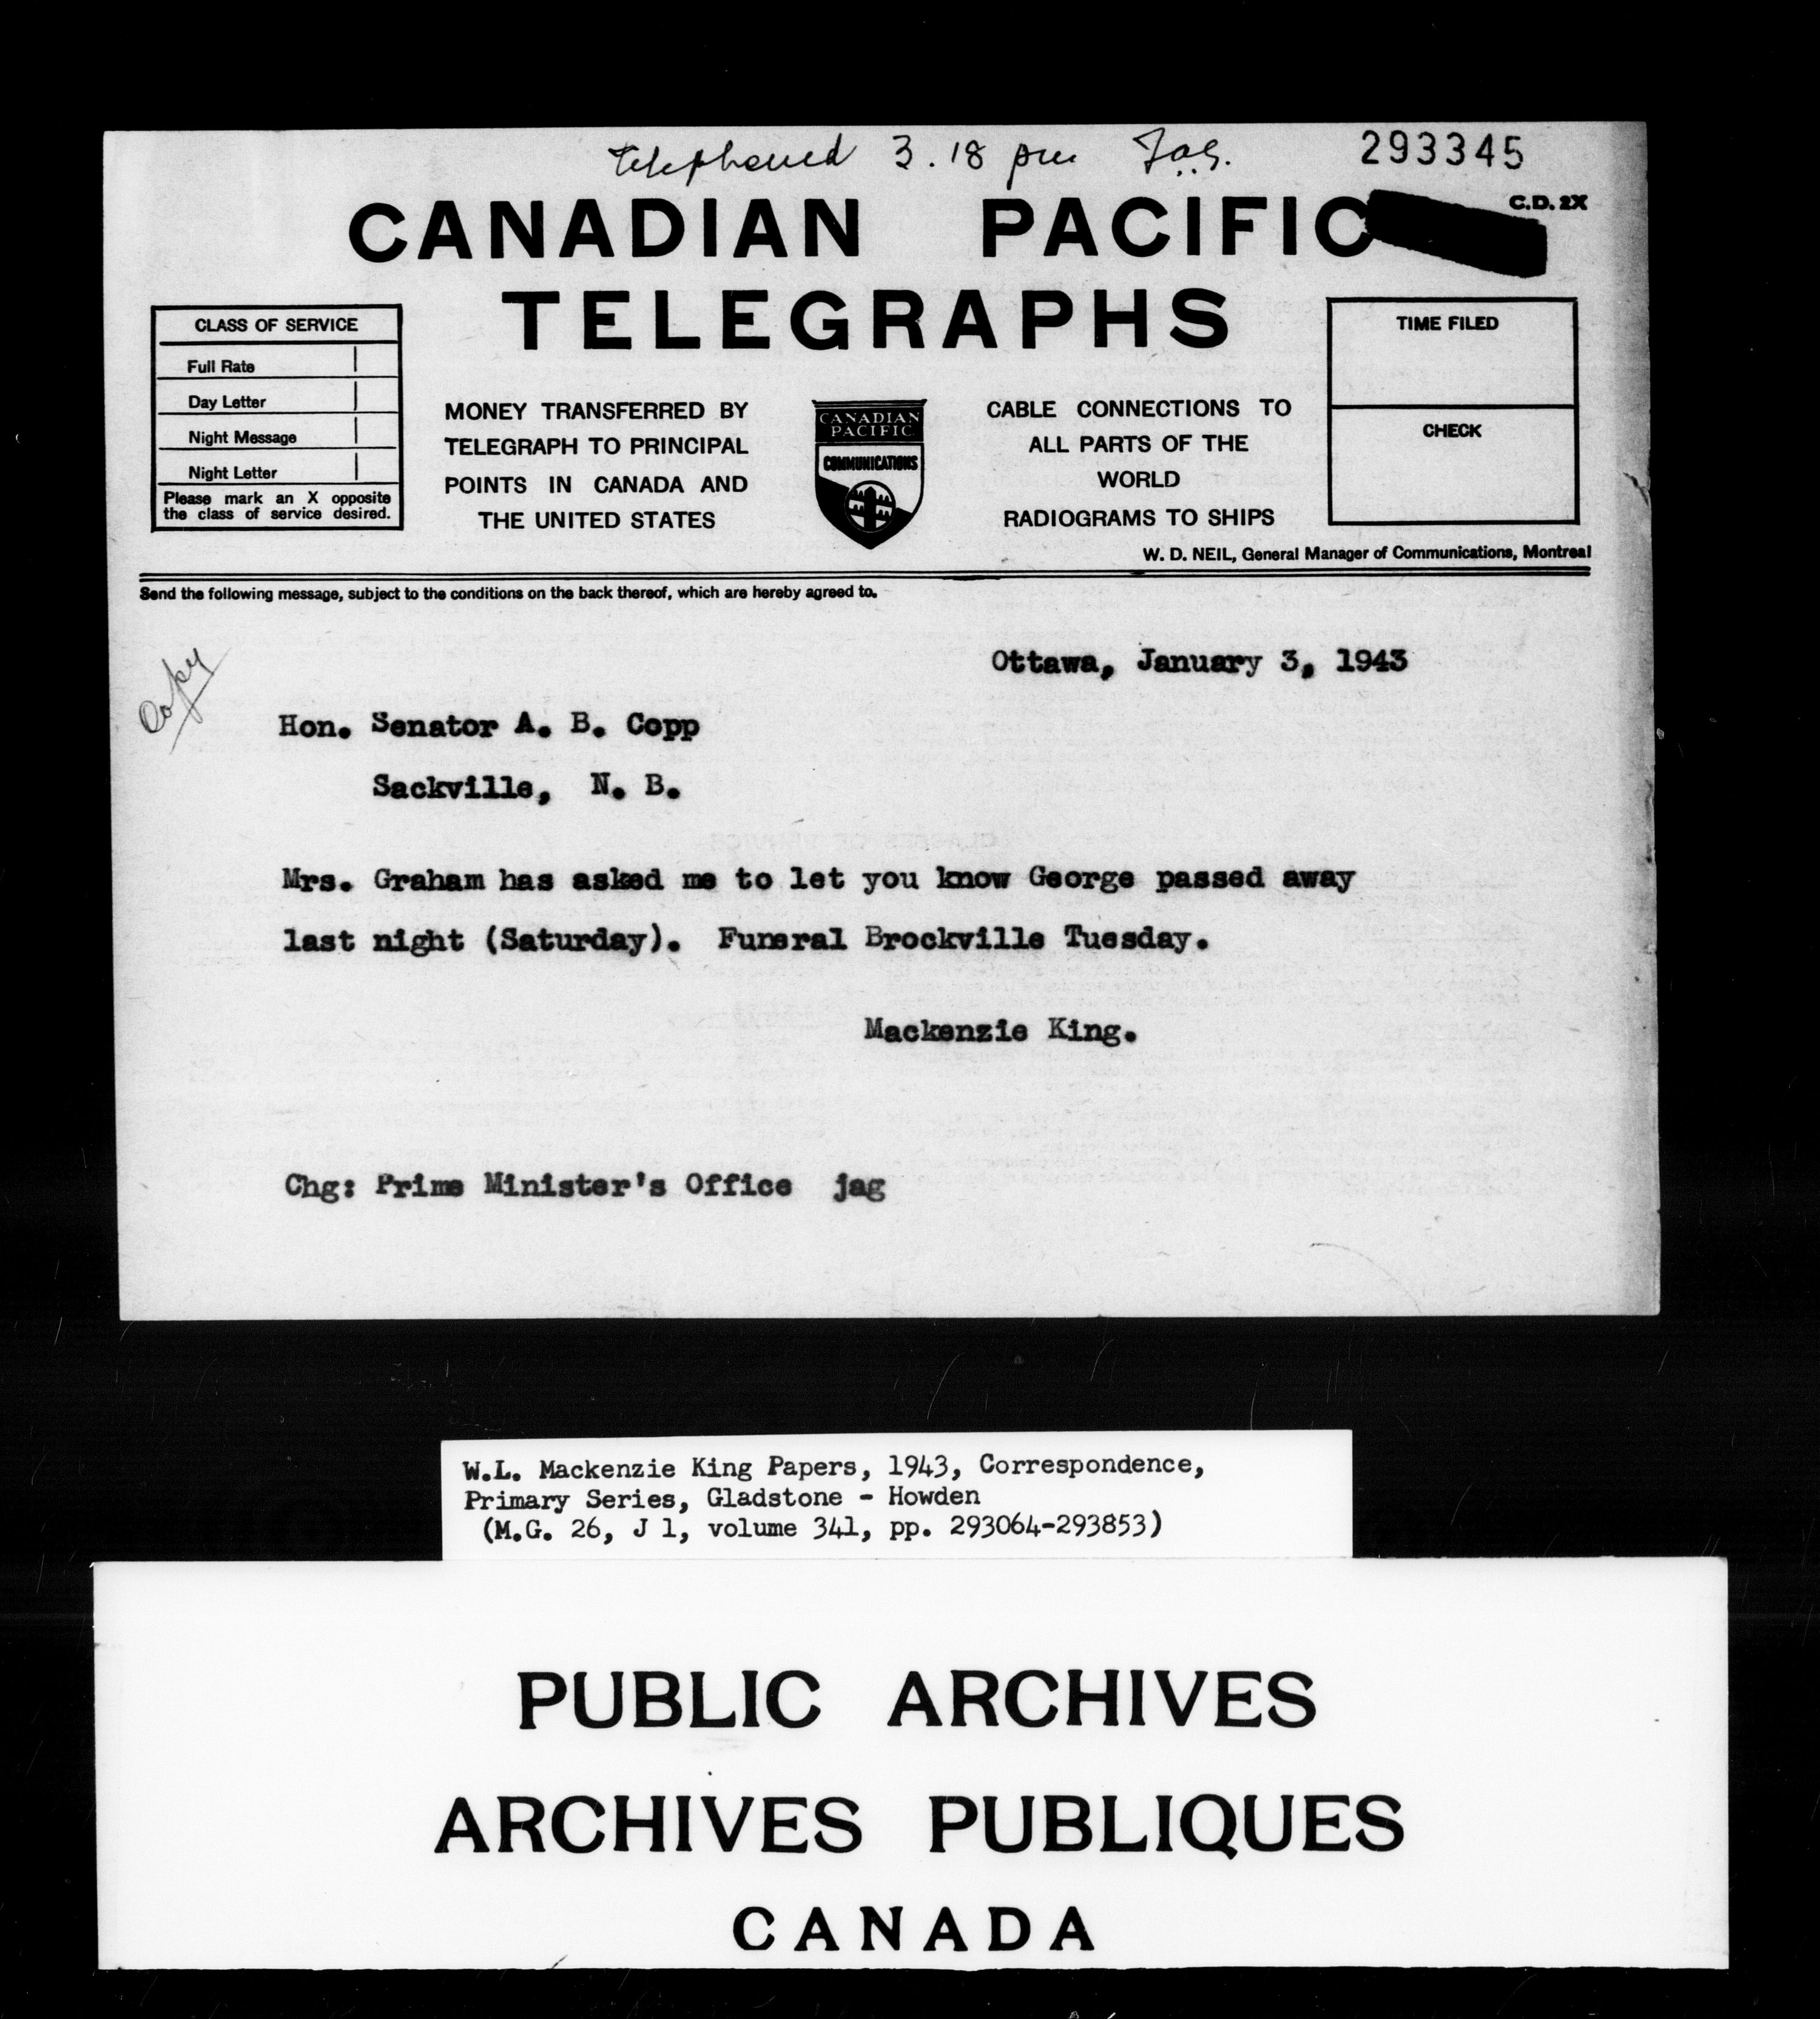 telephoned 3.18 pm Jag.
293345
C.D. 2X
CANADIAN PACIFIC
TELEGRAPHS
CLASS OF SERVICE
Full Rate
Day Letter
Night Message
Night Letter
Please mark an X opposite
the class of service desired.
MONEY TRANSFERRED BY
TELEGRAPH TO PRINCIPAL
POINTS IN CANADA AND
THE UNITED STATES
CANADIAN
PACIFIC
COMMUNICATIONS
CABLE CONNECTIONS TO
ALL PARTS OF THE
WORLD
RADIOGRAMS TO SHIPS
TIME FILED
CHECK
W. D. NEIL, General Manager of Communications, Montreal
Send the following message, subject to the conditions on the back thereof, which are hereby agreed to.
Copy
Ottawa, January 3, 1943
Hon. Senator A. B. Copp
Sackville, N. B.
Mrs. Graham has asked me to let you know George passed away
last night (Saturday). Funeral Brockville Tuesday.
Mackenzie King.
Chg: Prime Minister's Office jag
W.L. Mackenzie King Papers, 1943, Correspondence,
Primary Series, Gladstone - Howden
(M.G. 26, J 1, volume 341, pp. 293064-293853)
PUBLIC ARCHIVES
ARCHIVES PUBLIQUES
CANADA